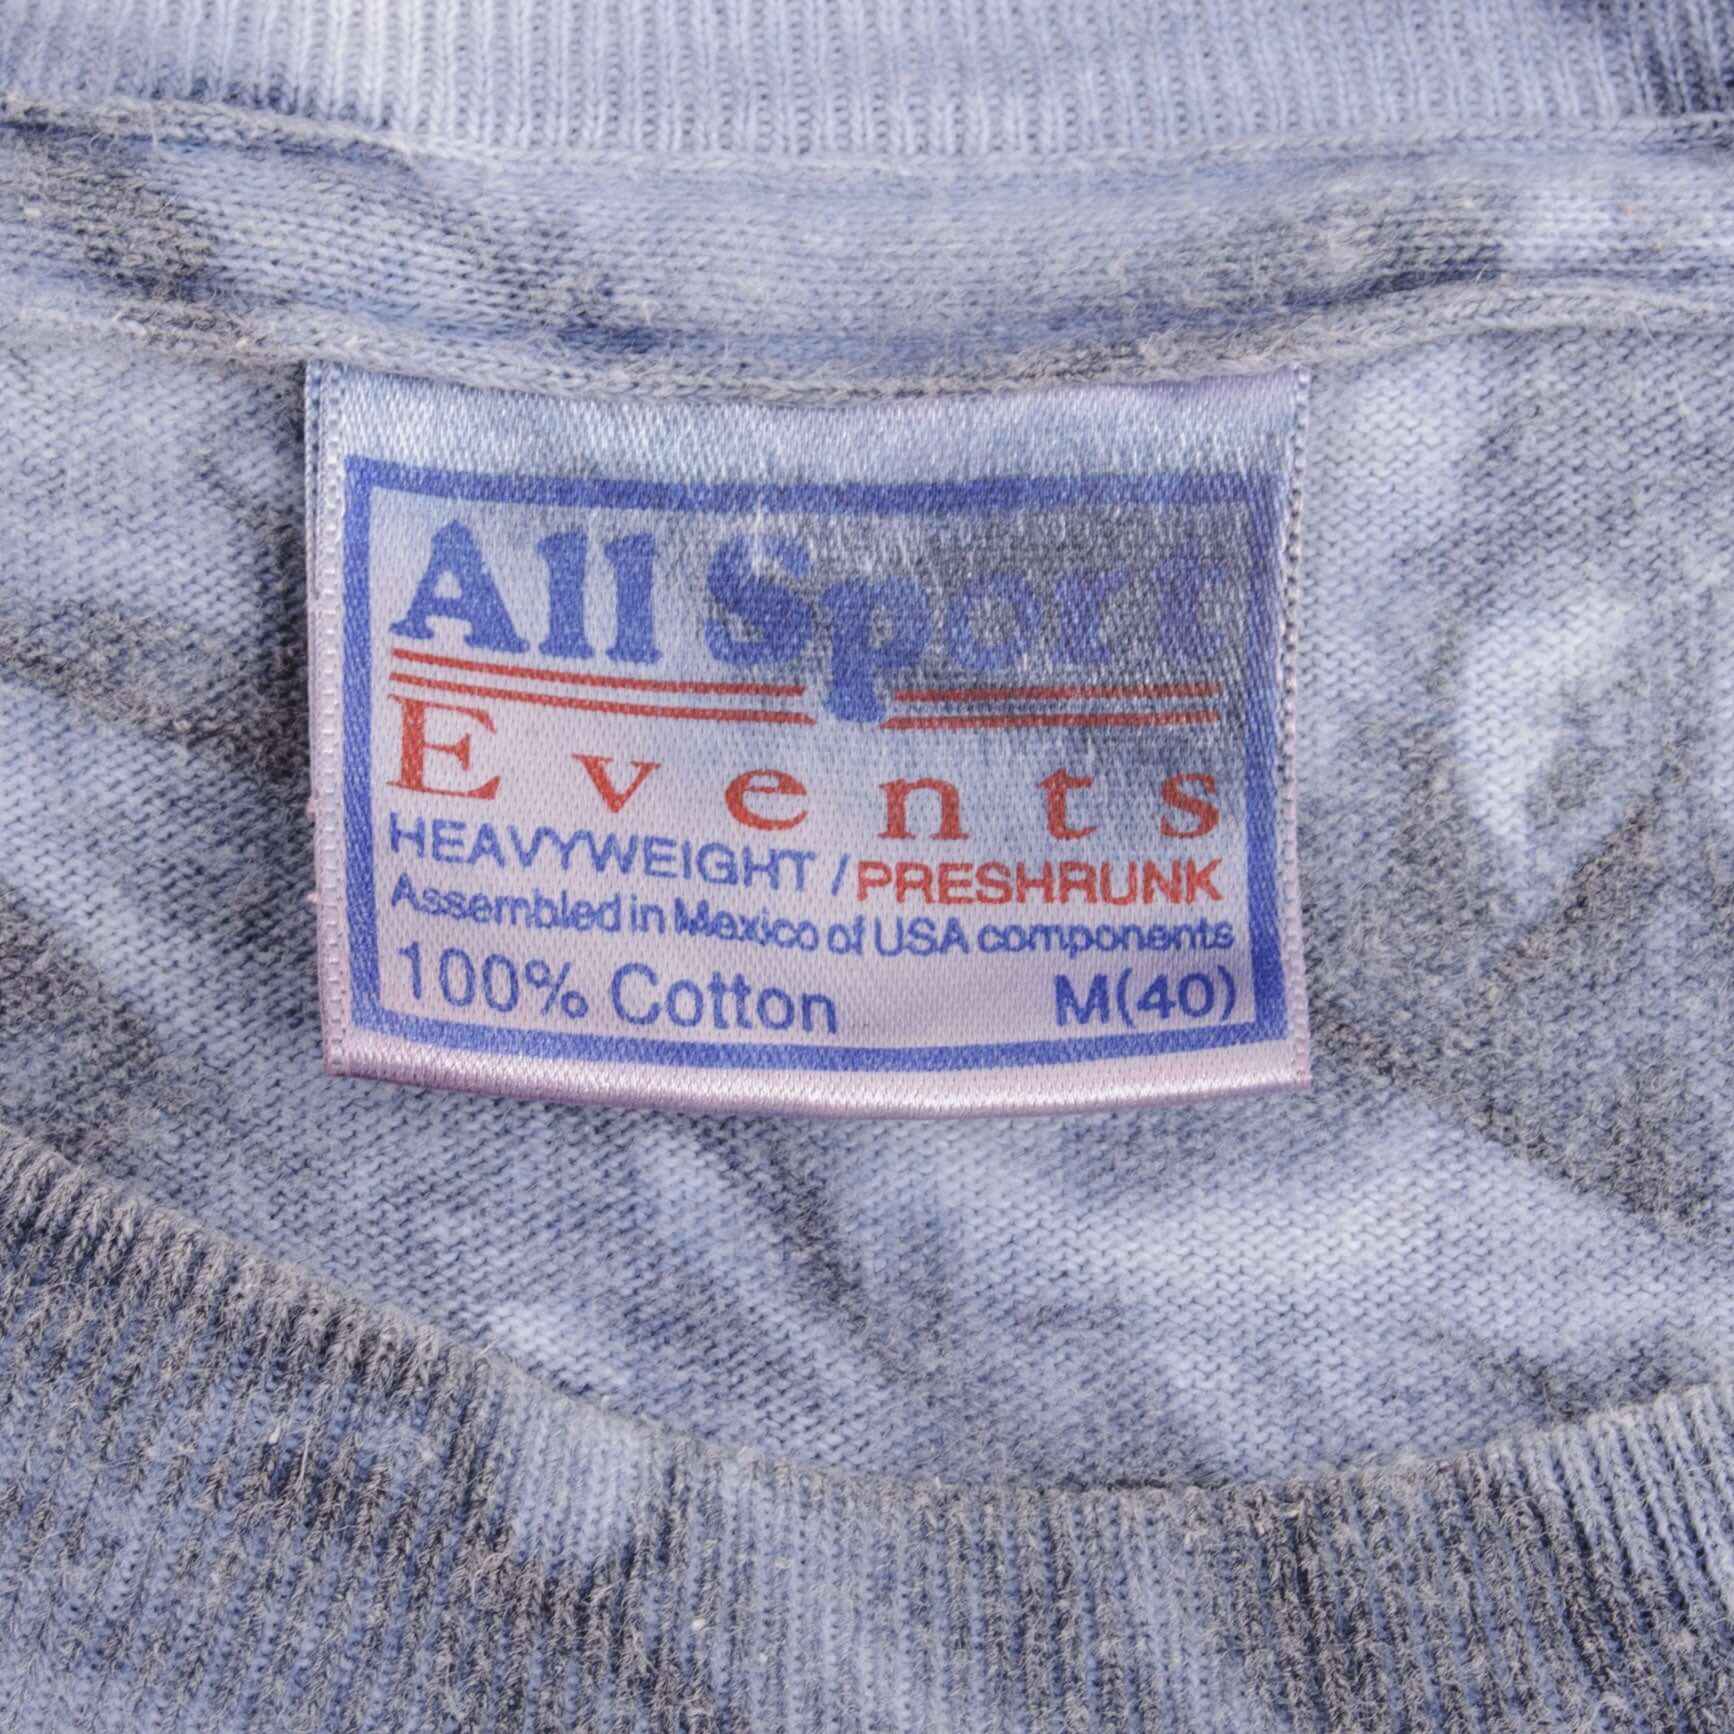 All Sport
Events
HEAVYWEIGHT / PRESHRUNK
Assembled in Mexico of USA components
100% Cotton M(40)